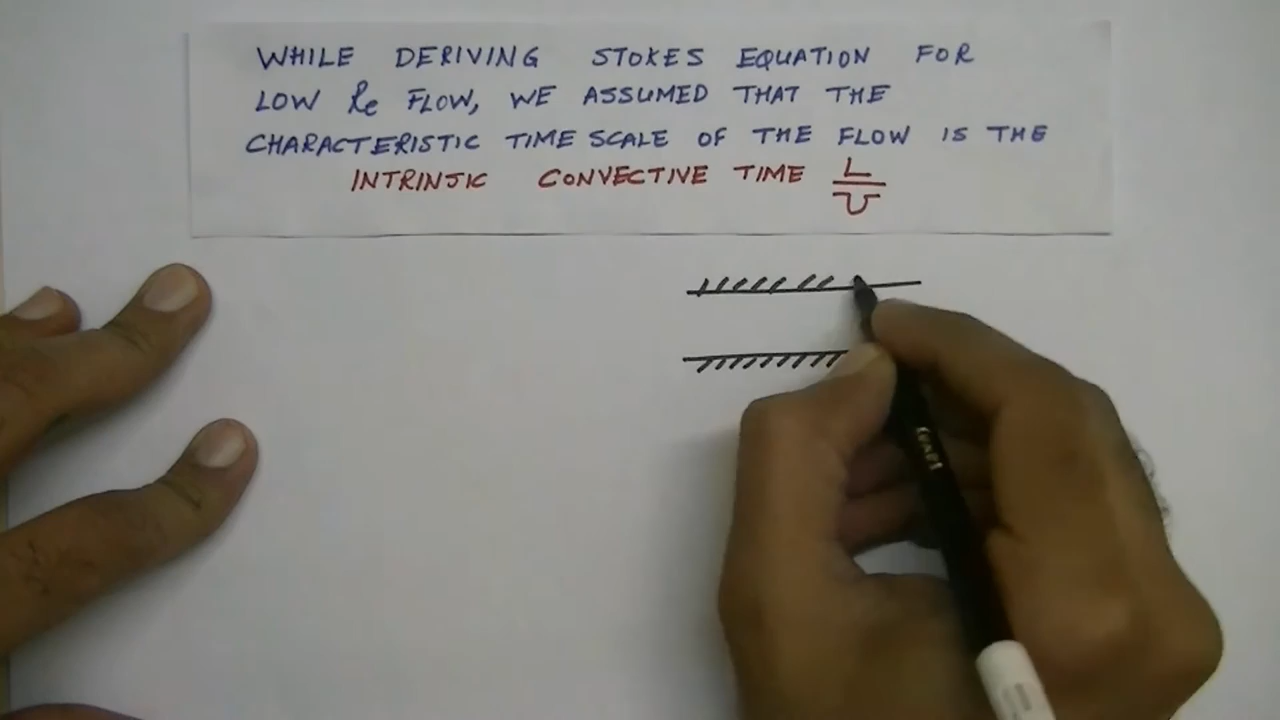 WHILE DERIVING STOKES EQUATION FOR
LOW Re FLOW, WE ASSUMED THAT THE
CHARACTERISTIC TIME SCALE OF THE FLOW IS THE
INTRINSIC CONVECTIVE TIME L/U